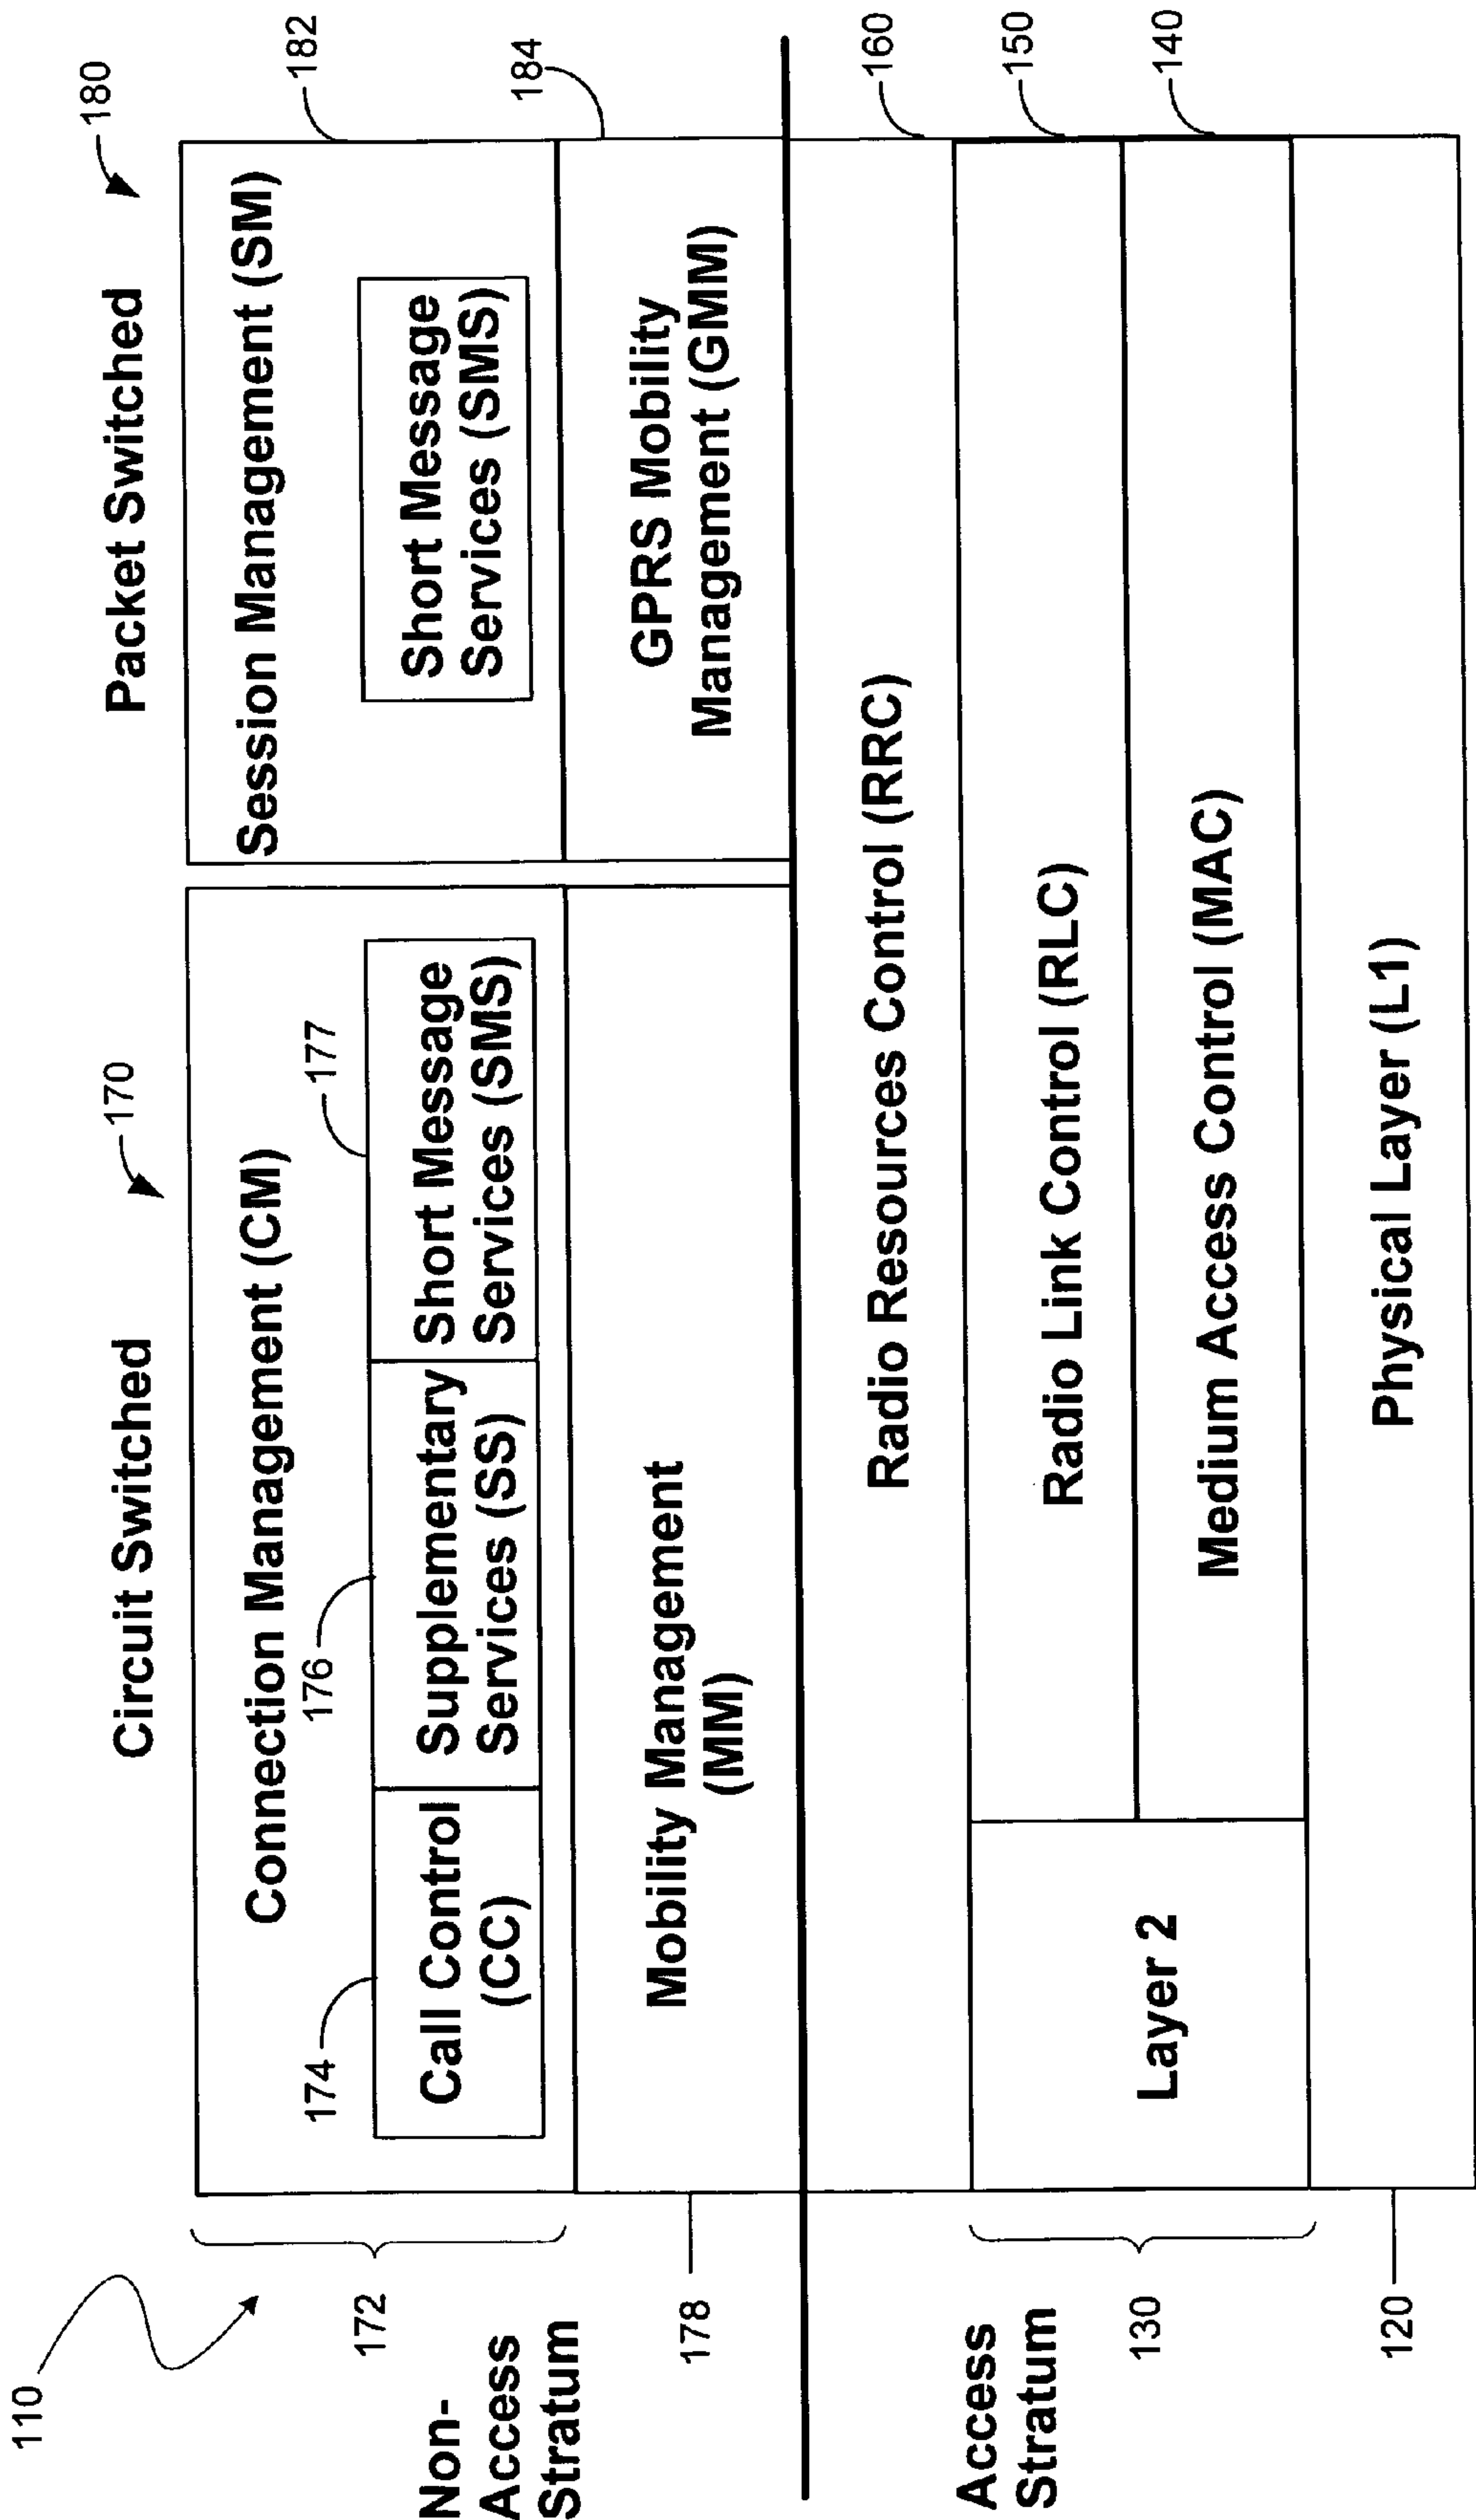 110
Circuit Switched
170
Packet Switched
180
Connection Management (CM)
Session Management (SM)
182
174
176
177
172
Call Control
(CC)
Supplementary
Services (SS)
Short Message
Services (SMS)
Short Message
Services (SMS)
Non-
Access
Stratum
184
178
Mobility Management
(MM)
GPRS Mobility
Management (GMM)
Radio Resources Control (RRC)
160
Access
Stratum
Radio Link Control (RLC)
150
130
Layer 2
Medium Access Control (MAC)
140
120
Physical Layer (L1)